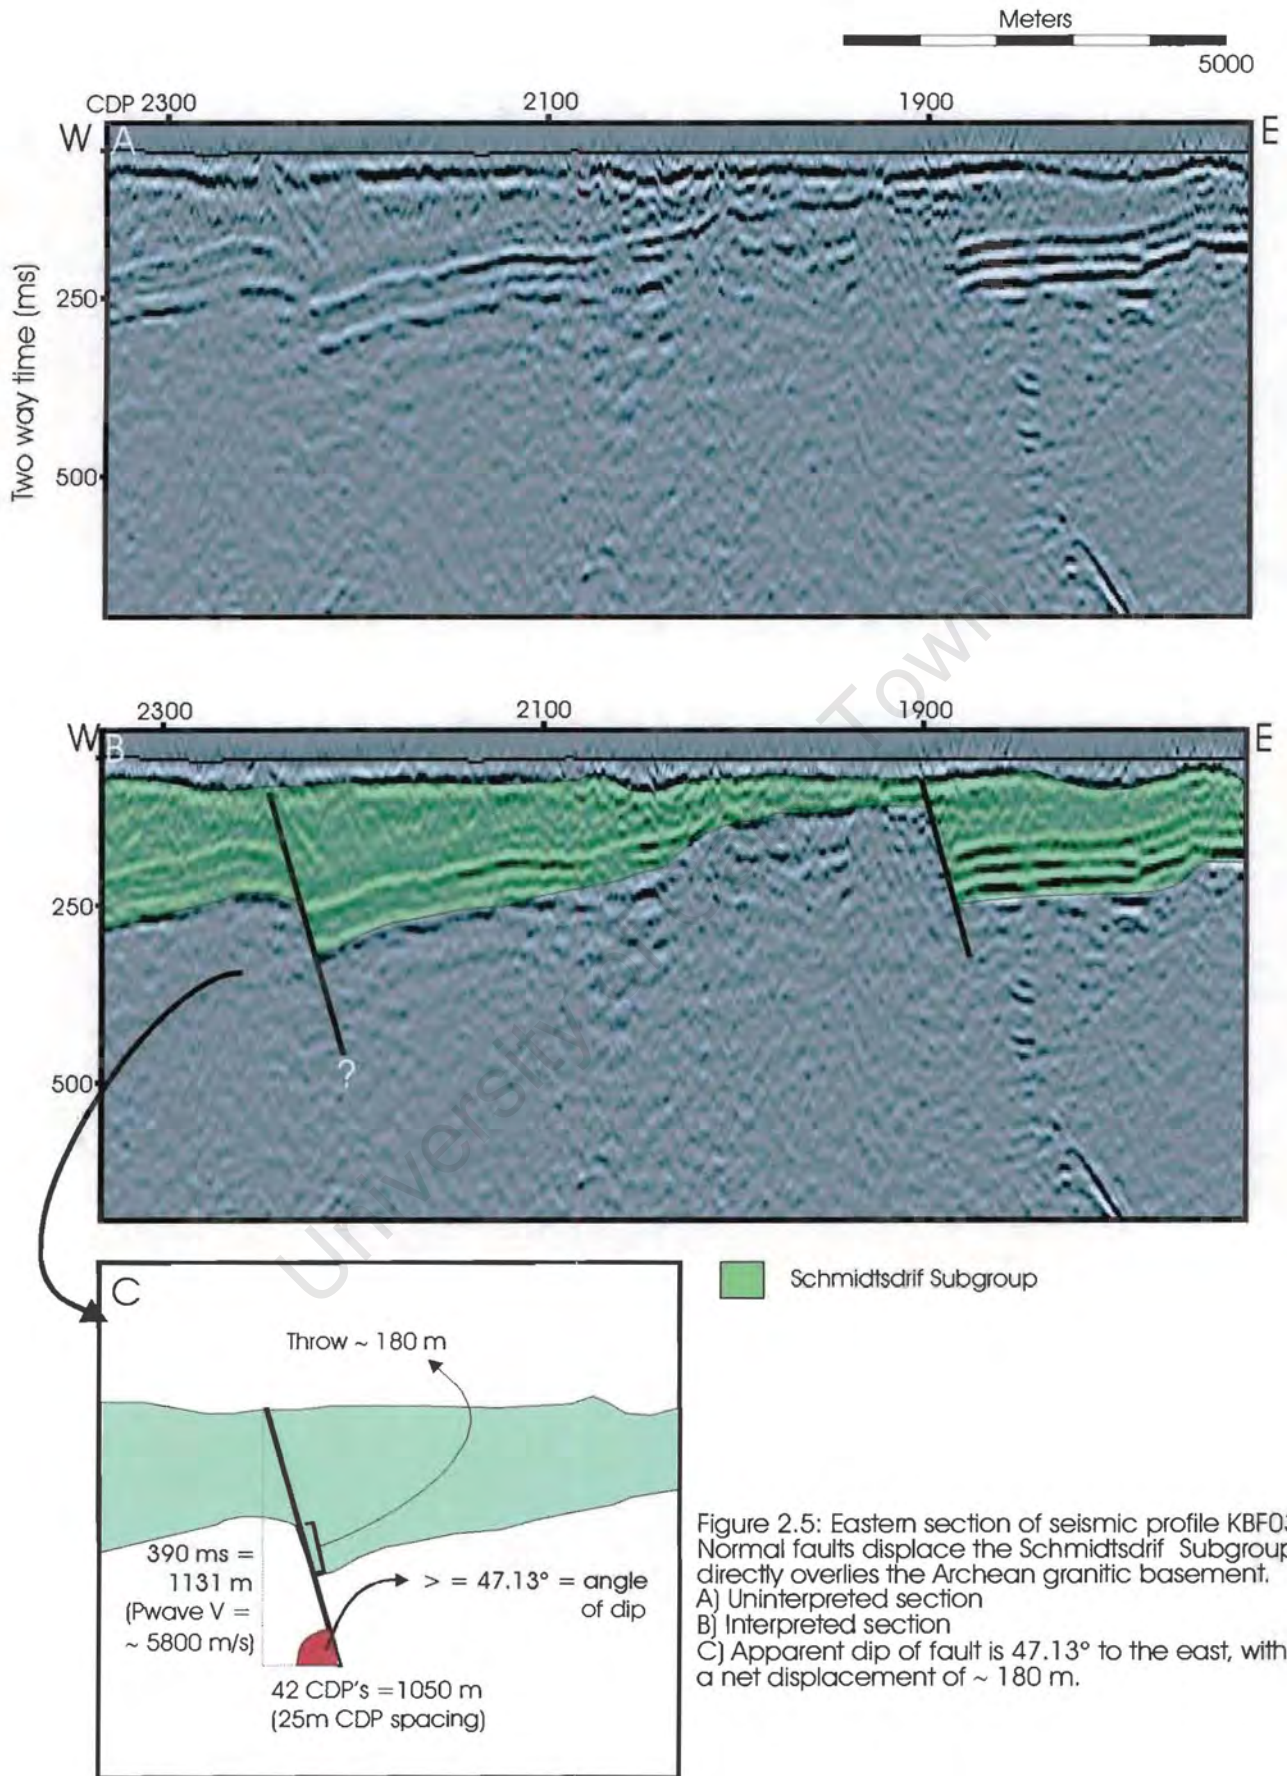 Meters
5000
CDP 2300 2100 1900
W A E
Two way time (ms)
250
500
2300 2100 1900
W B E
250
500
?
C
Throw ~ 180 m
390 ms =
1131 m
(Pwave V =
~ 5800 m/s)
> = 47.13° = angle
of dip
42 CDP's = 1050 m
(25m CDP spacing)
Schmidtsdrif Subgroup
Figure 2.5: Eastern section of seismic profile KBF03
Normal faults displace the Schmidtsdrif Subgroup
directly overlies the Archean granitic basement.
A) Uninterpreted section
B) Interpreted section
C) Apparent dip of fault is 47.13° to the east, with
a net displacement of ~ 180 m.
University Town